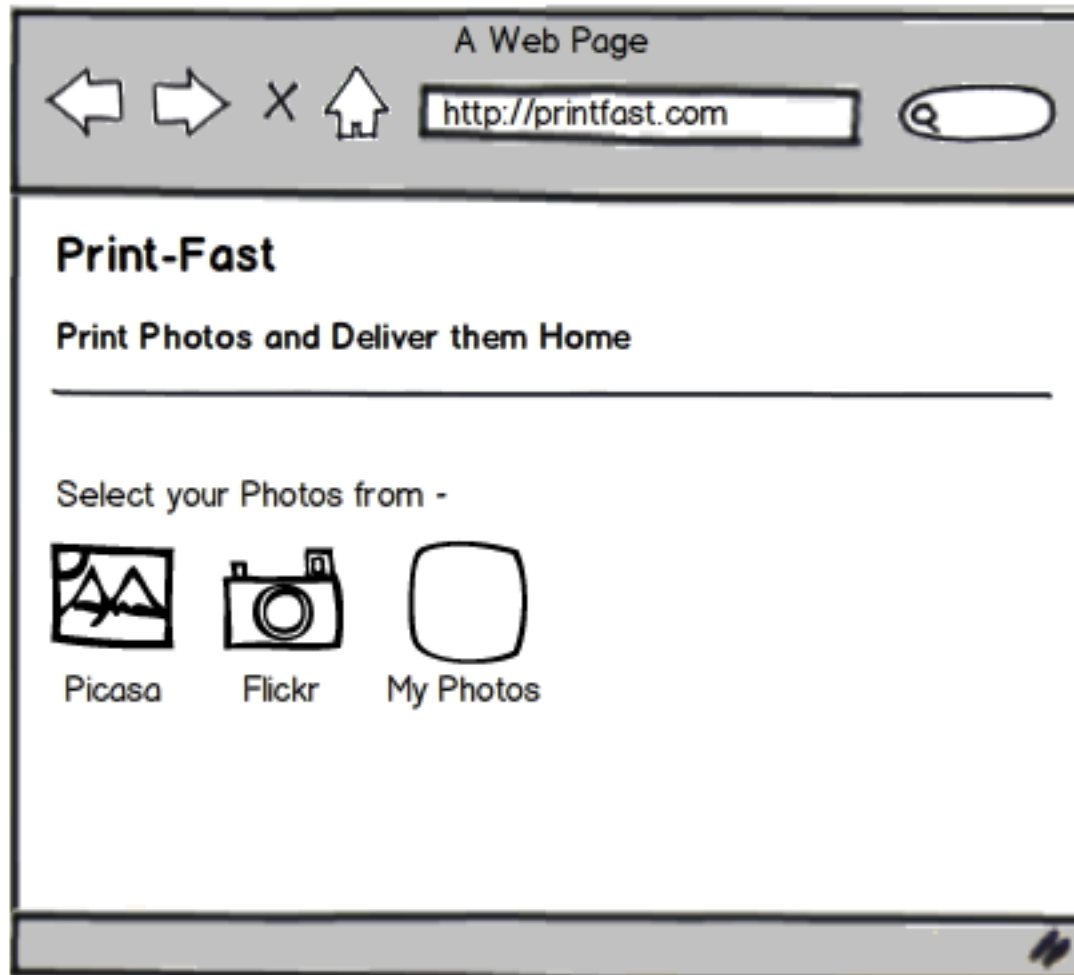 A Web Page
http://printfast.com
Print-Fast
Print Photos and Deliver them Home
Select your Photos from -
Picasa Flickr My Photos